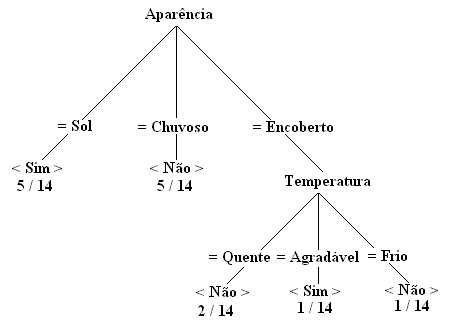 Aparência
= Sol = Chuvoso = Encoberto
< Sim > < Não >
5 / 14 5 / 14
Temperatura
= Quente = Agradável = Frio
< Não > < Sim > < Não >
2 / 14 1 / 14 1 / 14